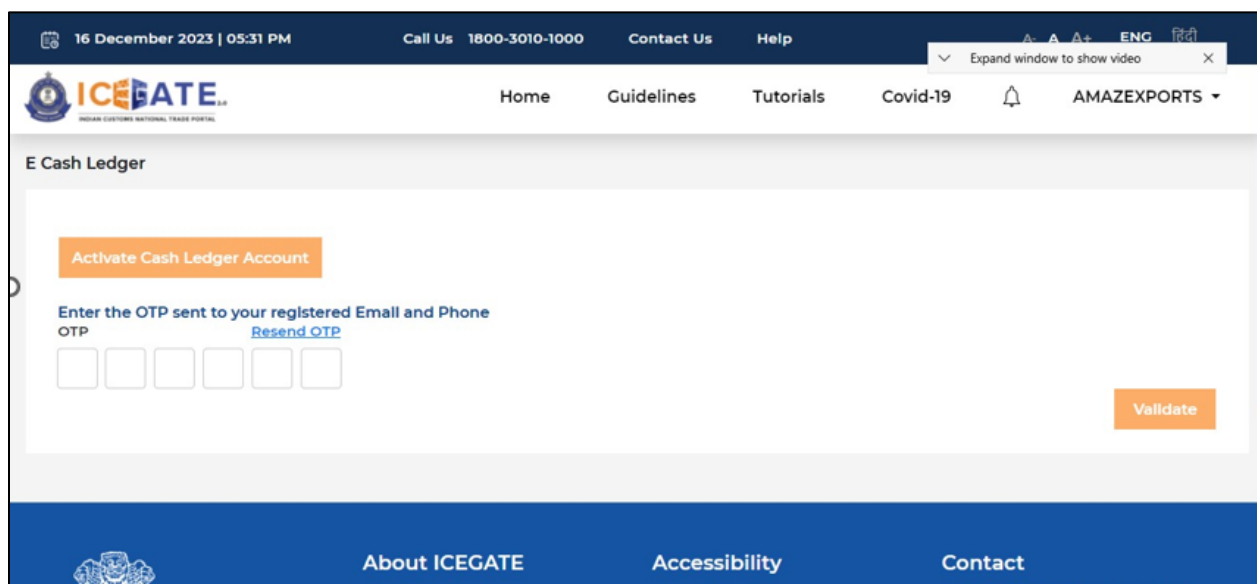 16 December 2023 | 05:31 PM Call Us 1800-3010-1000 Contact Us Help A- A A+ ENG हिंदी
Expand window to show video
ICEGATE 2.0
INDIAN CUSTOMS NATIONAL TRADE PORTAL
Home Guidelines Tutorials Covid-19 AMAZEXPORTS
E Cash Ledger
Activate Cash Ledger Account
Enter the OTP sent to your registered Email and Phone
OTP Resend OTP
Validate
About ICEGATE Accessibility Contact